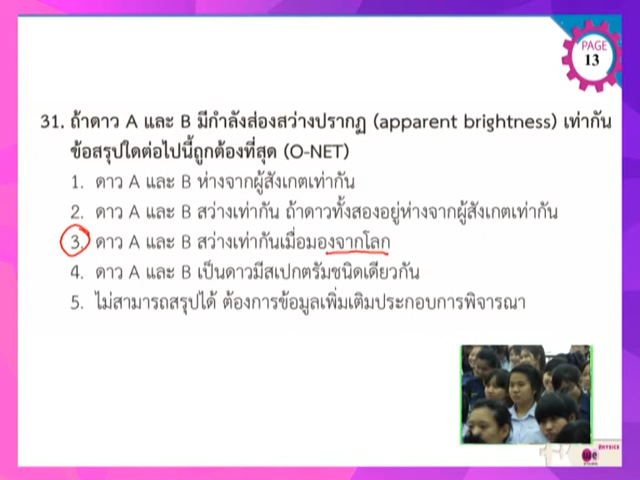 PAGE
13
31. ถ้าดาว A และ B มีกำลังส่องสว่างปรากฏ (apparent brightness) เท่ากัน
ข้อสรุปใดต่อไปนี้ถูกต้องที่สุด (O-NET)
1. ดาว A และ B ห่างจากผู้สังเกตเท่ากัน
2. ดาว A และ B สว่างเท่ากัน ถ้าดาวทั้งสองอยู่ห่างจากผู้สังเกตเท่ากัน
3. ดาว A และ B สว่างเท่ากันเมื่อมองจากโลก
4. ดาว A และ B เป็นดาวมีสเปกตรัมชนิดเดียวกัน
5. ไม่สามารถสรุปได้ ต้องการข้อมูลเพิ่มเติมประกอบการพิจารณา
PHYSICS
we